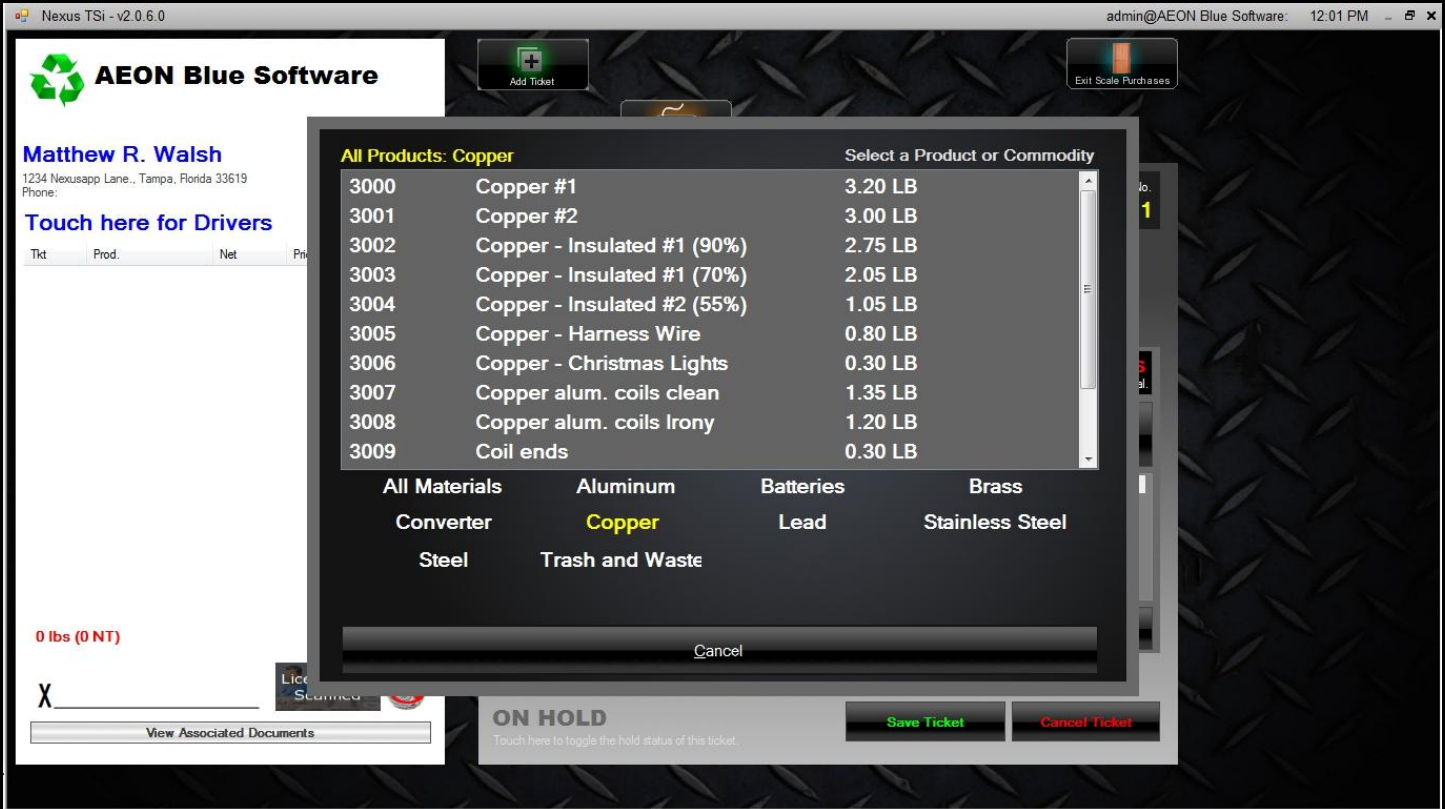 Nexus TSi - v2.0.6.0
admin@AEON Blue Software: 12:01 PM
AEON Blue Software
Add Ticket
Exit Scale Purchases
Matthew R. Walsh
1234 Nexusapp Lane., Tampa, Florida 33619
Phone:
Touch here for Drivers
Tkt Prod. Net
All Products: Copper
Select a Product or Commodity
3000 Copper #1 3.20 LB
3001 Copper #2 3.00 LB
3002 Copper - Insulated #1 (90%) 2.75 LB
3003 Copper - Insulated #1 (70%) 2.05 LB
3004 Copper - Insulated #2 (55%) 1.05 LB
3005 Copper - Harness Wire 0.80 LB
3006 Copper - Christmas Lights 0.30 LB
3007 Copper alum. coils clean 1.35 LB
3008 Copper alum. coils Irony 1.20 LB
3009 Coil ends 0.30 LB
All Materials Aluminum Batteries Brass
Converter Copper Lead Stainless Steel
Steel Trash and Waste
Cancel
No.
1
0 lbs (0 NT)
X
View Associated Documents
ON HOLD
Touch here to toggle the hold status of this ticket.
Save Ticket
Cancel Ticket